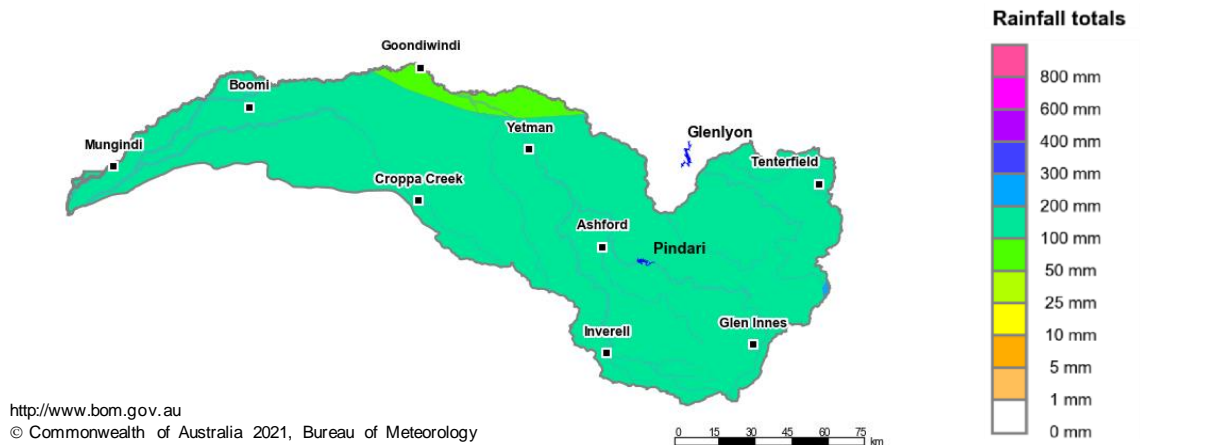 Rainfall totals
Goondiwindi
Boomi
Yetman
Mungindi
Glenlyon
Tenterfield
Croppa Creek
Ashford
Pindari
Inverell
Glen Innes
800 mm
600 mm
400 mm
300 mm
200 mm
100 mm
50 mm
25 mm
10 mm
5 mm
1 mm
0 mm
http://www.bom.gov.au
© Commonwealth of Australia 2021, Bureau of Meteorology
0 15 30 45 60 75
km